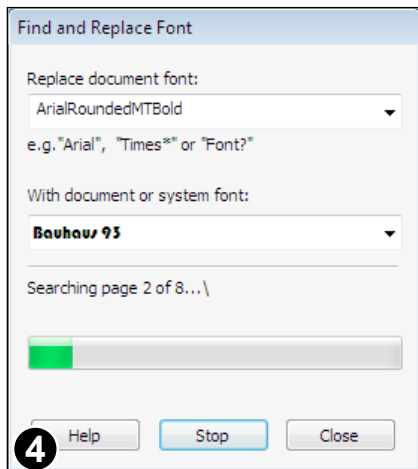 Find and Replace Font
Replace document font:
ArialRoundedMTBold
e.g."Arial", "Times*" or "Font?"
With document or system font:
Bauhaus 93
Searching page 2 of 8...\
4 Help Stop Close